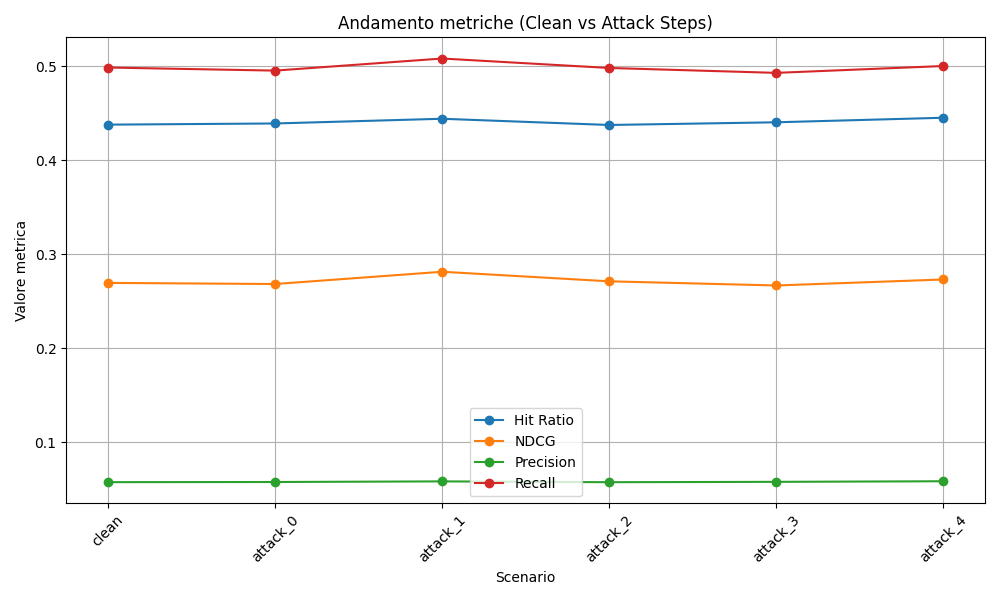 Andamento metriche (Clean vs Attack Steps)
Valore metrica
0.5
0.4
0.3
0.2
0.1
Hit Ratio
NDCG
Precision
Recall
clean
attack_0
attack_1
attack_2
attack_3
attack_4
Scenario